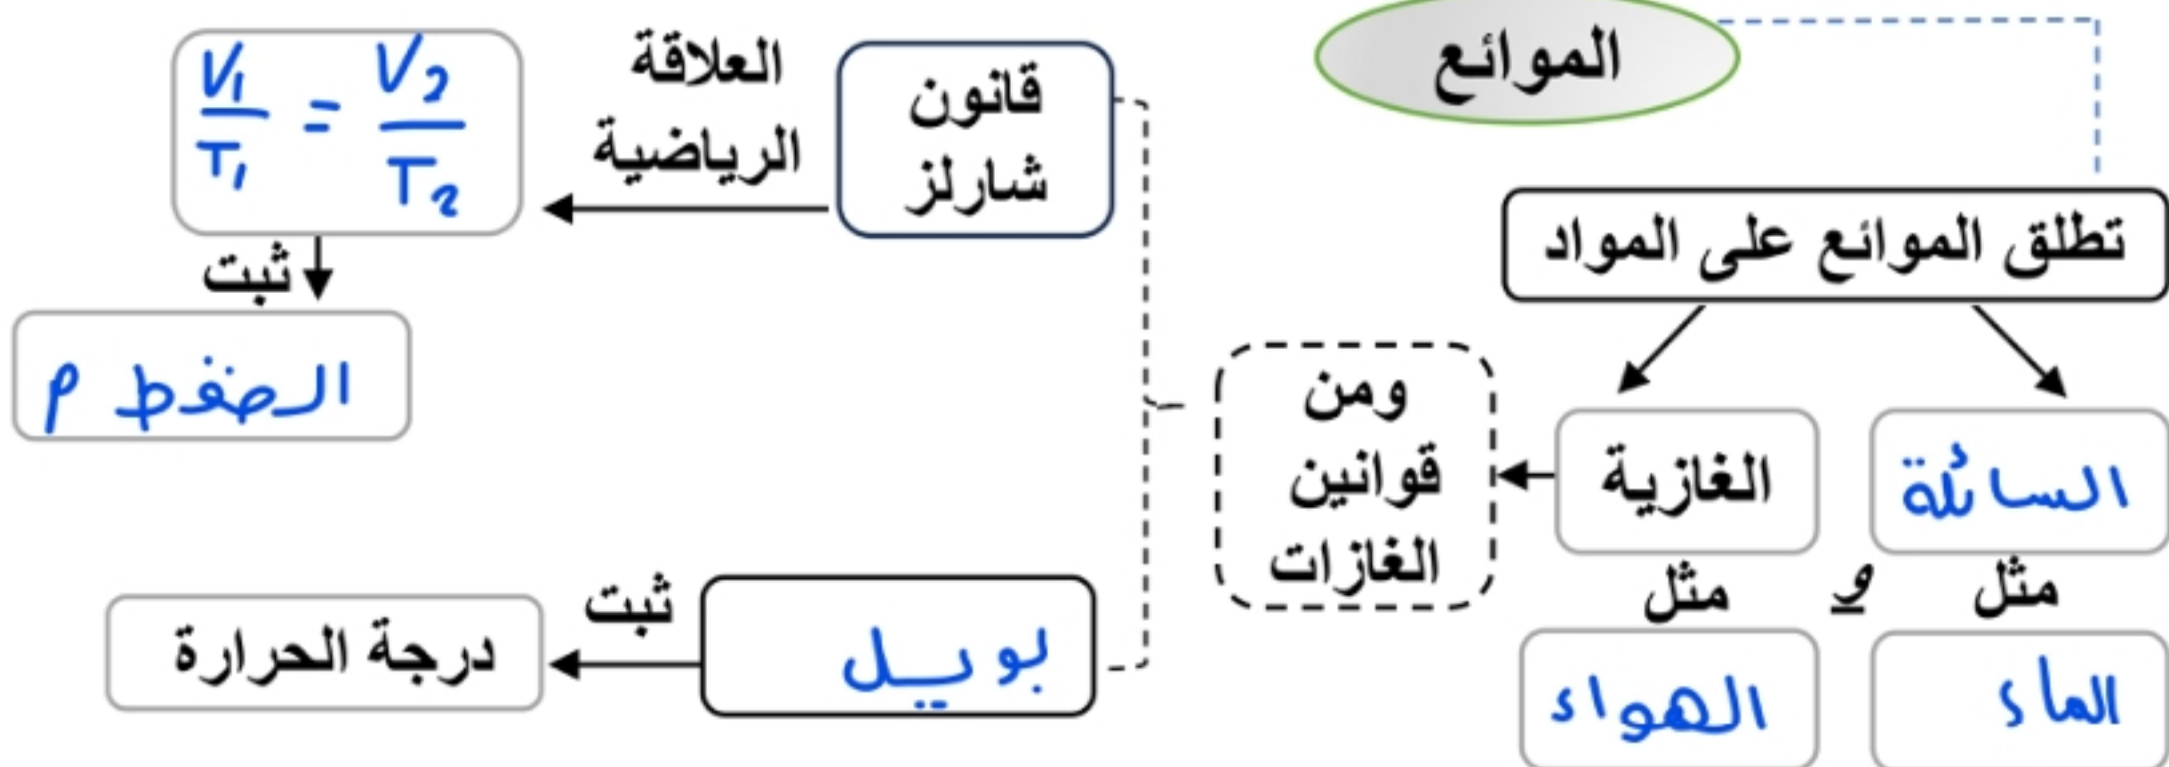 الموائع
تطلق الموائع على المواد
السائلة
مثل
الماء
و
الغازية
مثل
الهواء
ومن
قوانين
الغازات
قانون
شارلز
العلاقة
الرياضية
V1/T1 = V2/T2
ثبت
الضغط P
بويل
ثبت
درجة الحرارة